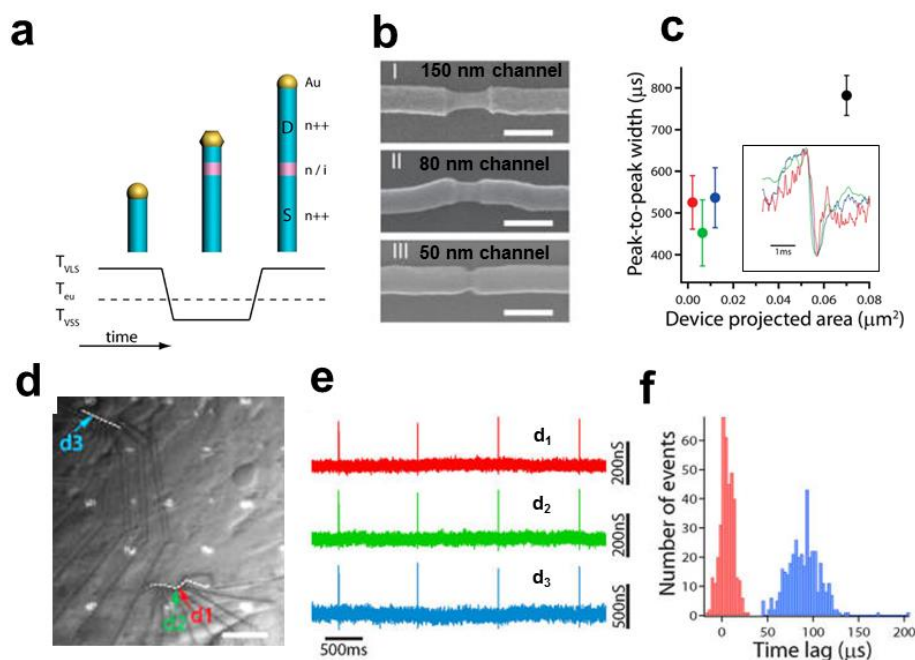 a
Au
D
n++
n / i
S
n++
T_VLS
T_eu
T_VSS
time
b
I
150 nm channel
II
80 nm channel
III
50 nm channel
c
Peak-to-peak width (µs)
800
700
600
500
400
1ms
0.00 0.02 0.04 0.06 0.08
Device projected area (µm²)
d
d3
d2
d1
e
d₁
200nS
d₂
200nS
d₃
500nS
500ms
f
Number of events
60
50
40
30
20
10
0
0 50 100 150 200
Time lag (µs)